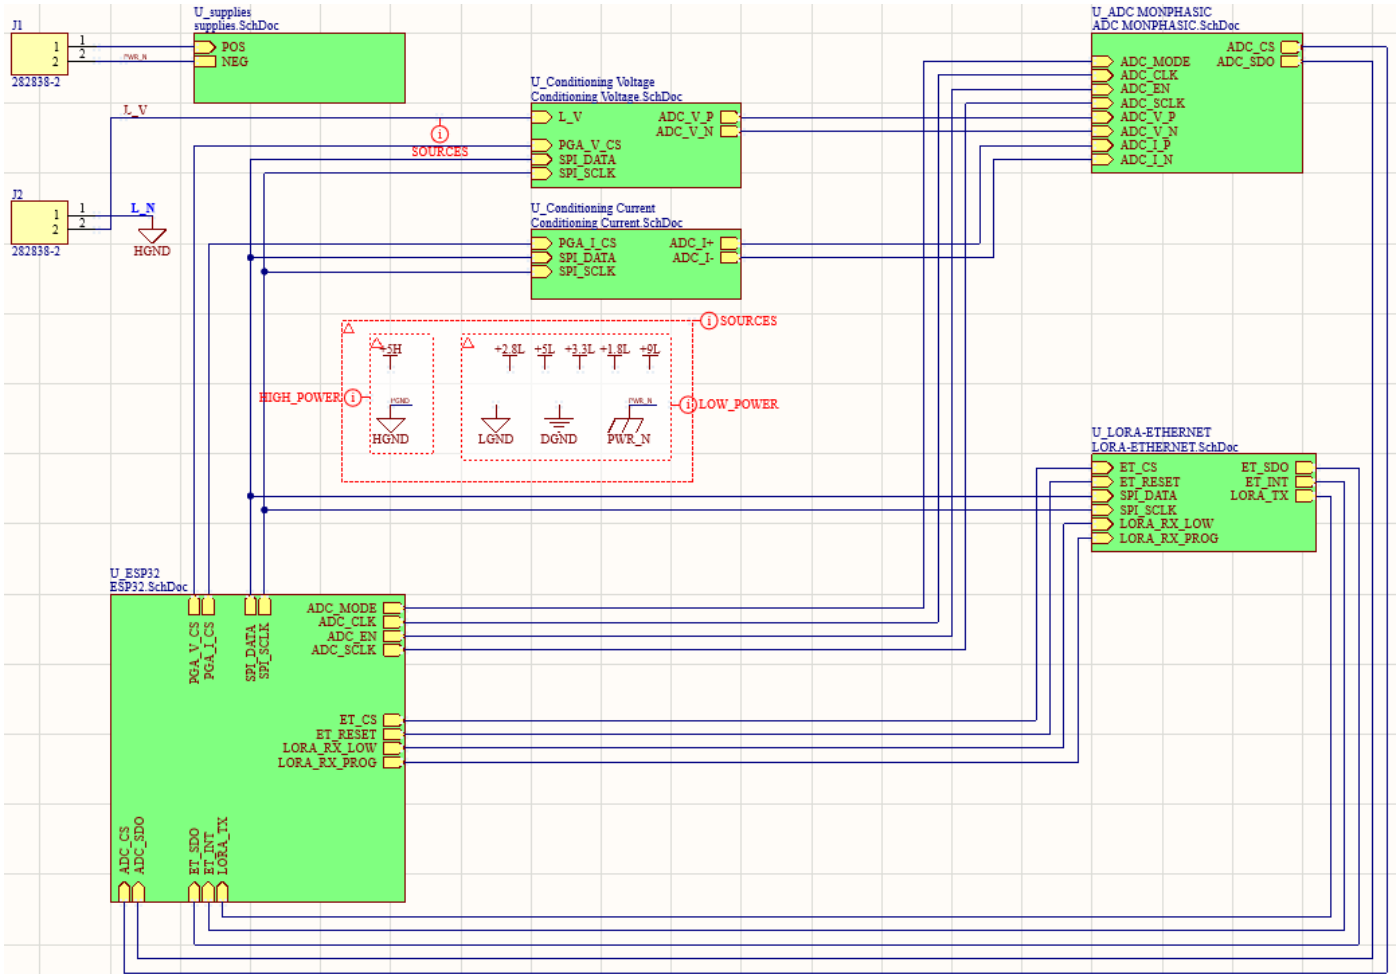 J1
1
2
1
2
PWR_N
282838-2
U_supplies
supplies.SchDoc
POS
NEG
L_V
J2
1
2
1
2
282838-2
L_N
HGND
SOURCES
U_Conditioning Voltage
Conditioning Voltage.SchDoc
L_V
PGA_V_CS
SPI_DATA
SPI_SCLK
ADC_V_P
ADC_V_N
U_Conditioning Current
Conditioning Current.SchDoc
PGA_I_CS
SPI_DATA
SPI_SCLK
ADC_I+
ADC_I-
U_ADC MONPHASIC
ADC MONPHASIC.SchDoc
ADC_CS
ADC_SDO
ADC_MODE
ADC_CLK
ADC_EN
ADC_SCLK
ADC_V_P
ADC_V_N
ADC_I_P
ADC_I_N
SOURCES
HIGH_POWER
+5H
PGND
HGND
+2.8L +5L +3.3L +1.8L +9L
PWR_N
LGND DGND PWR_N
LOW_POWER
U_LORA-ETHERNET
LORA-ETHERNET.SchDoc
ET_CS
ET_RESET
SPI_DATA
SPI_SCLK
LORA_RX_LOW
LORA_RX_PROG
ET_SDO
ET_INT
LORA_TX
U_ESP32
ESP32.SchDoc
PGA_V_CS
PGA_I_CS
SPI_DATA
SPI_SCLK
ADC_MODE
ADC_CLK
ADC_EN
ADC_SCLK
ET_CS
ET_RESET
LORA_RX_LOW
LORA_RX_PROG
ADC_CS
ADC_SDO
ET_SDO
ET_INT
LORA_TX